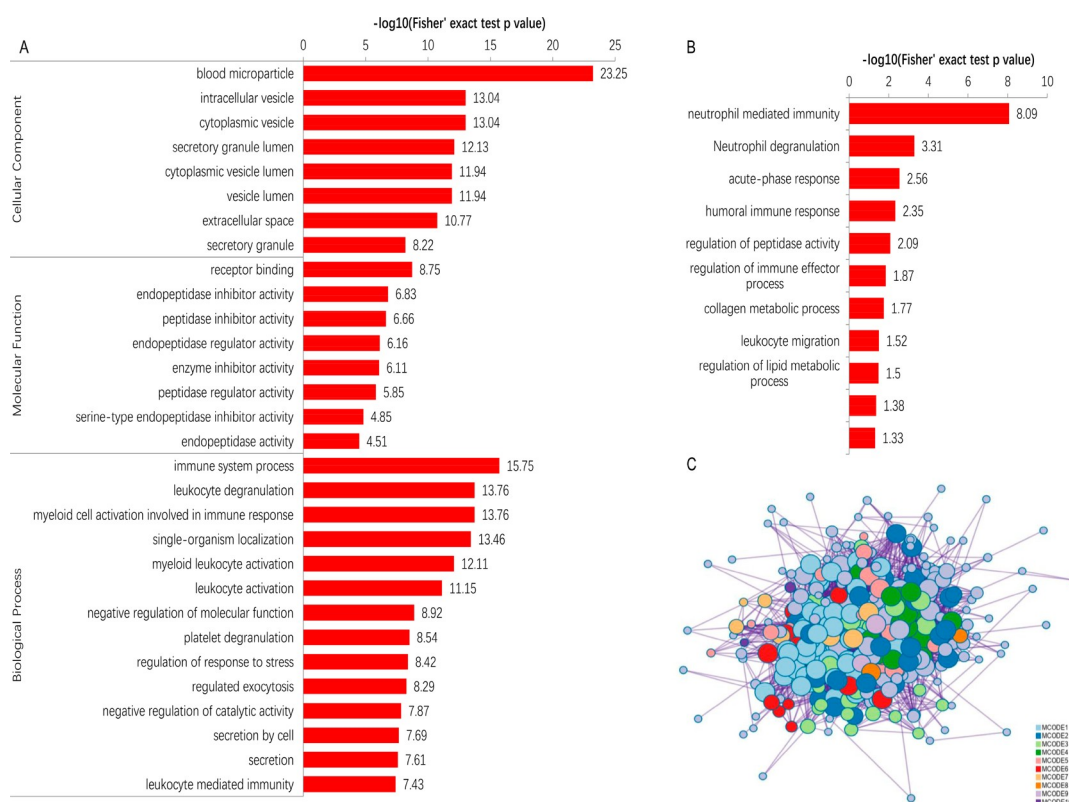 -log10(Fisher' exact test p value)
A
0 5 10 15 20 25
Cellular Component
blood microparticle 23.25
intracellular vesicle 13.04
cytoplasmic vesicle 13.04
secretory granule lumen 12.13
cytoplasmic vesicle lumen 11.94
vesicle lumen 11.94
extracellular space 10.77
secretory granule 8.22
Molecular Function
receptor binding 8.75
endopeptidase inhibitor activity 6.83
peptidase inhibitor activity 6.66
endopeptidase regulator activity 6.16
enzyme inhibitor activity 6.11
peptidase regulator activity 5.85
serine-type endopeptidase inhibitor activity 4.85
endopeptidase activity 4.51
Biological Process
immune system process 15.75
leukocyte degranulation 13.76
myeloid cell activation involved in immune response 13.76
single-organism localization 13.46
myeloid leukocyte activation 12.11
leukocyte activation 11.15
negative regulation of molecular function 8.92
platelet degranulation 8.54
regulation of response to stress 8.42
regulated exocytosis 8.29
negative regulation of catalytic activity 7.87
secretion by cell 7.69
secretion 7.61
leukocyte mediated immunity 7.43
B
-log10(Fisher' exact test p value)
0 2 4 6 8 10
neutrophil mediated immunity 8.09
Neutrophil degranulation 3.31
acute-phase response 2.56
humoral immune response 2.35
regulation of peptidase activity 2.09
regulation of immune effector
process 1.87
collagen metabolic process 1.77
leukocyte migration 1.52
regulation of lipid metabolic
process 1.5
1.38
1.33
C
MCODE1
MCODE2
MCODE3
MCODE4
MCODE5
MCODE6
MCODE7
MCODE8
MCODE9